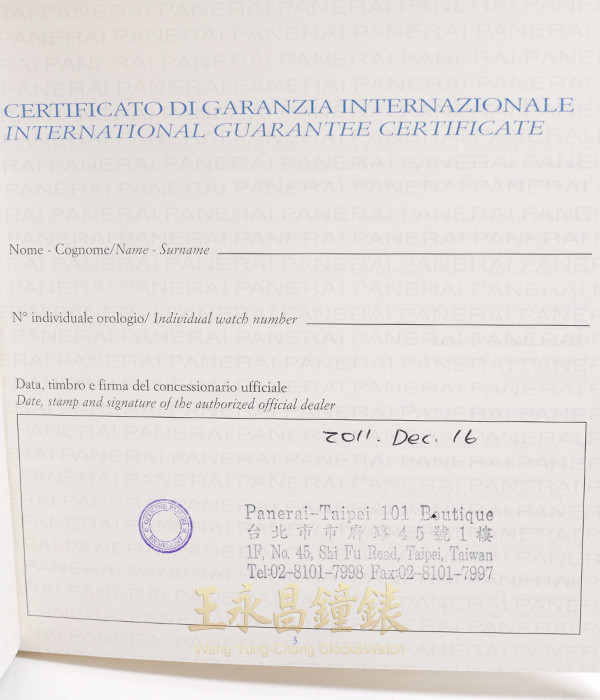 CERTIFICATO DI GARANZIA INTERNAZIONALE
INTERNATIONAL GUARANTEE CERTIFICATE
Nome - Cognome/Name - Surname
N° individuale orologio/ Individual watch number
Data, timbro e firma del concessionario ufficiale
Date, stamp and signature of the authorized official dealer
2011. Dec. 16
OFFICINE PANERAI
Panerai-Taipei 101 Boutique
台北市市府路45號1樓
1F, No. 45, Shi Fu Road, Taipei, Taiwan
Tel:02-8101-7998 Fax:02-8101-7997
王永昌鐘錶
Wang Yung-Chang Clock&Watch
3